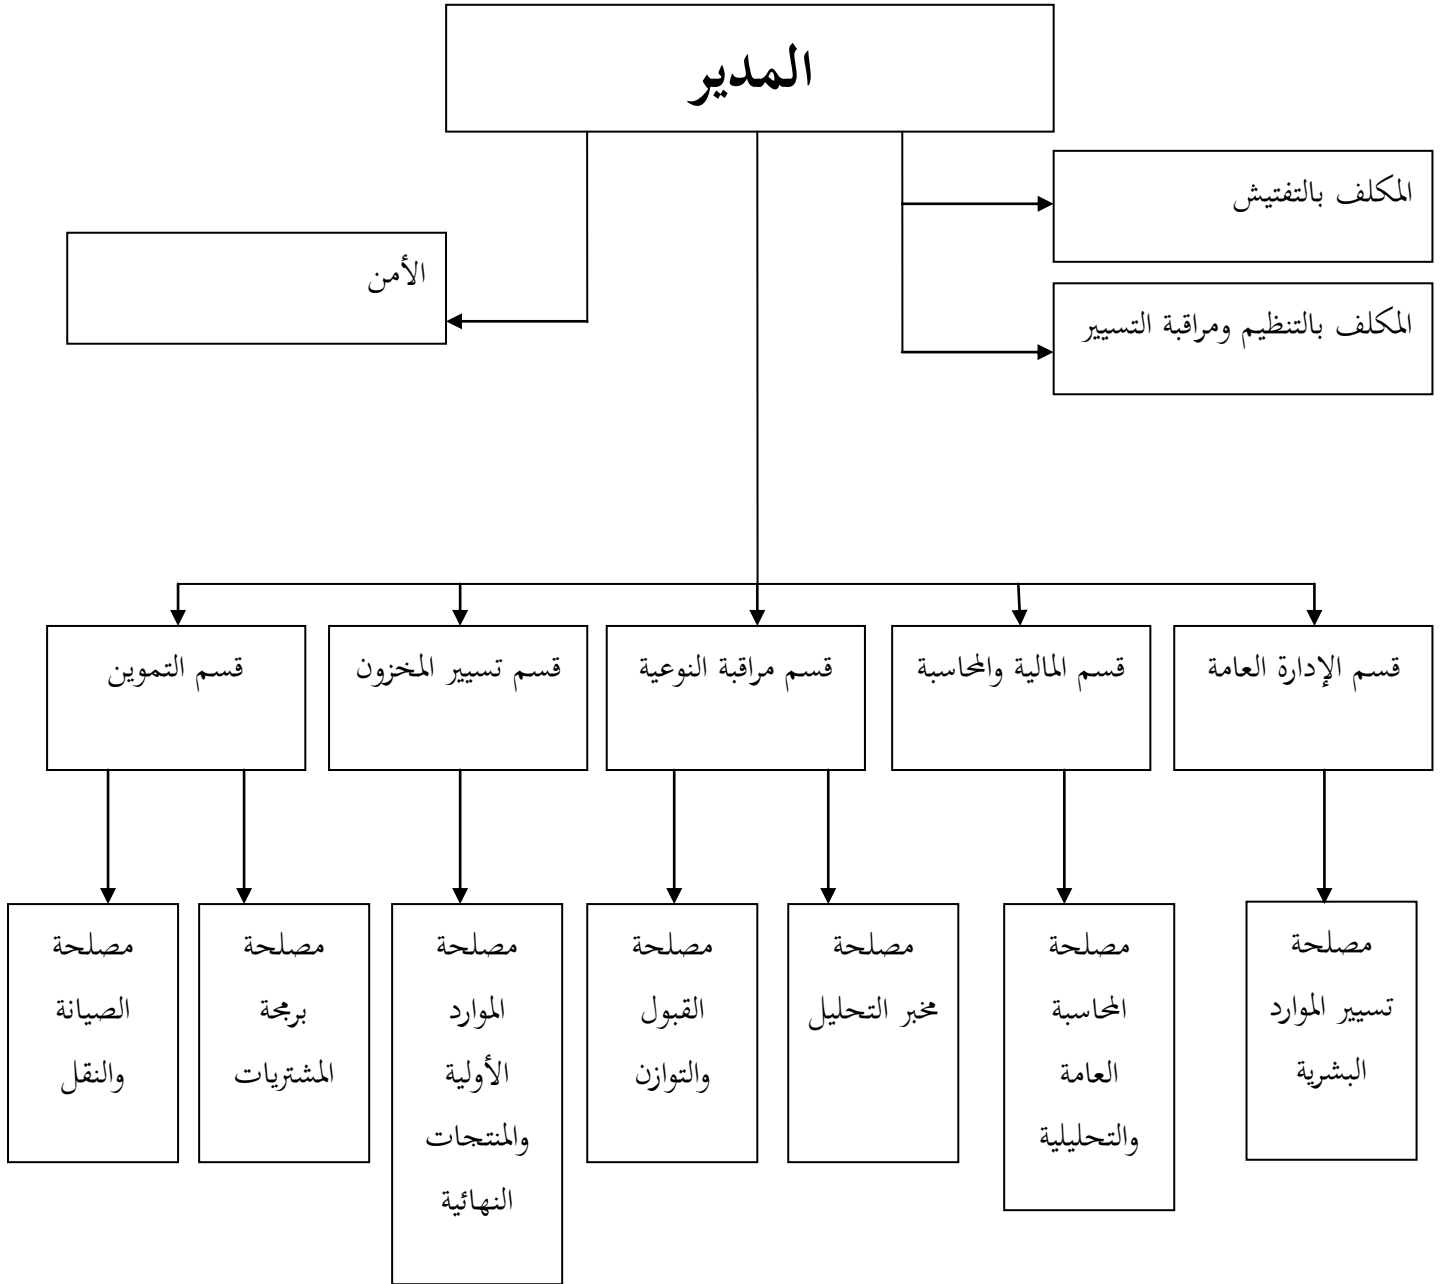 المدير
المكلف بالتفتيش
الأمن
المكلف بالتنظيم ومراقبة التسيير
قسم الإدارة العامة
قسم المالية والمحاسبة
قسم مراقبة النوعية
قسم تسيير المخزون
قسم التموين
مصلحة
تسيير الموارد
البشرية
مصلحة
المحاسبة
العامة
والتحليلية
مصلحة
مخبر التحليل
مصلحة
القبول
والتوازن
مصلحة
الموارد
الأولية
والمنتجات
النهائية
مصلحة
برمجة
المشتريات
مصلحة
الصيانة
والنقل